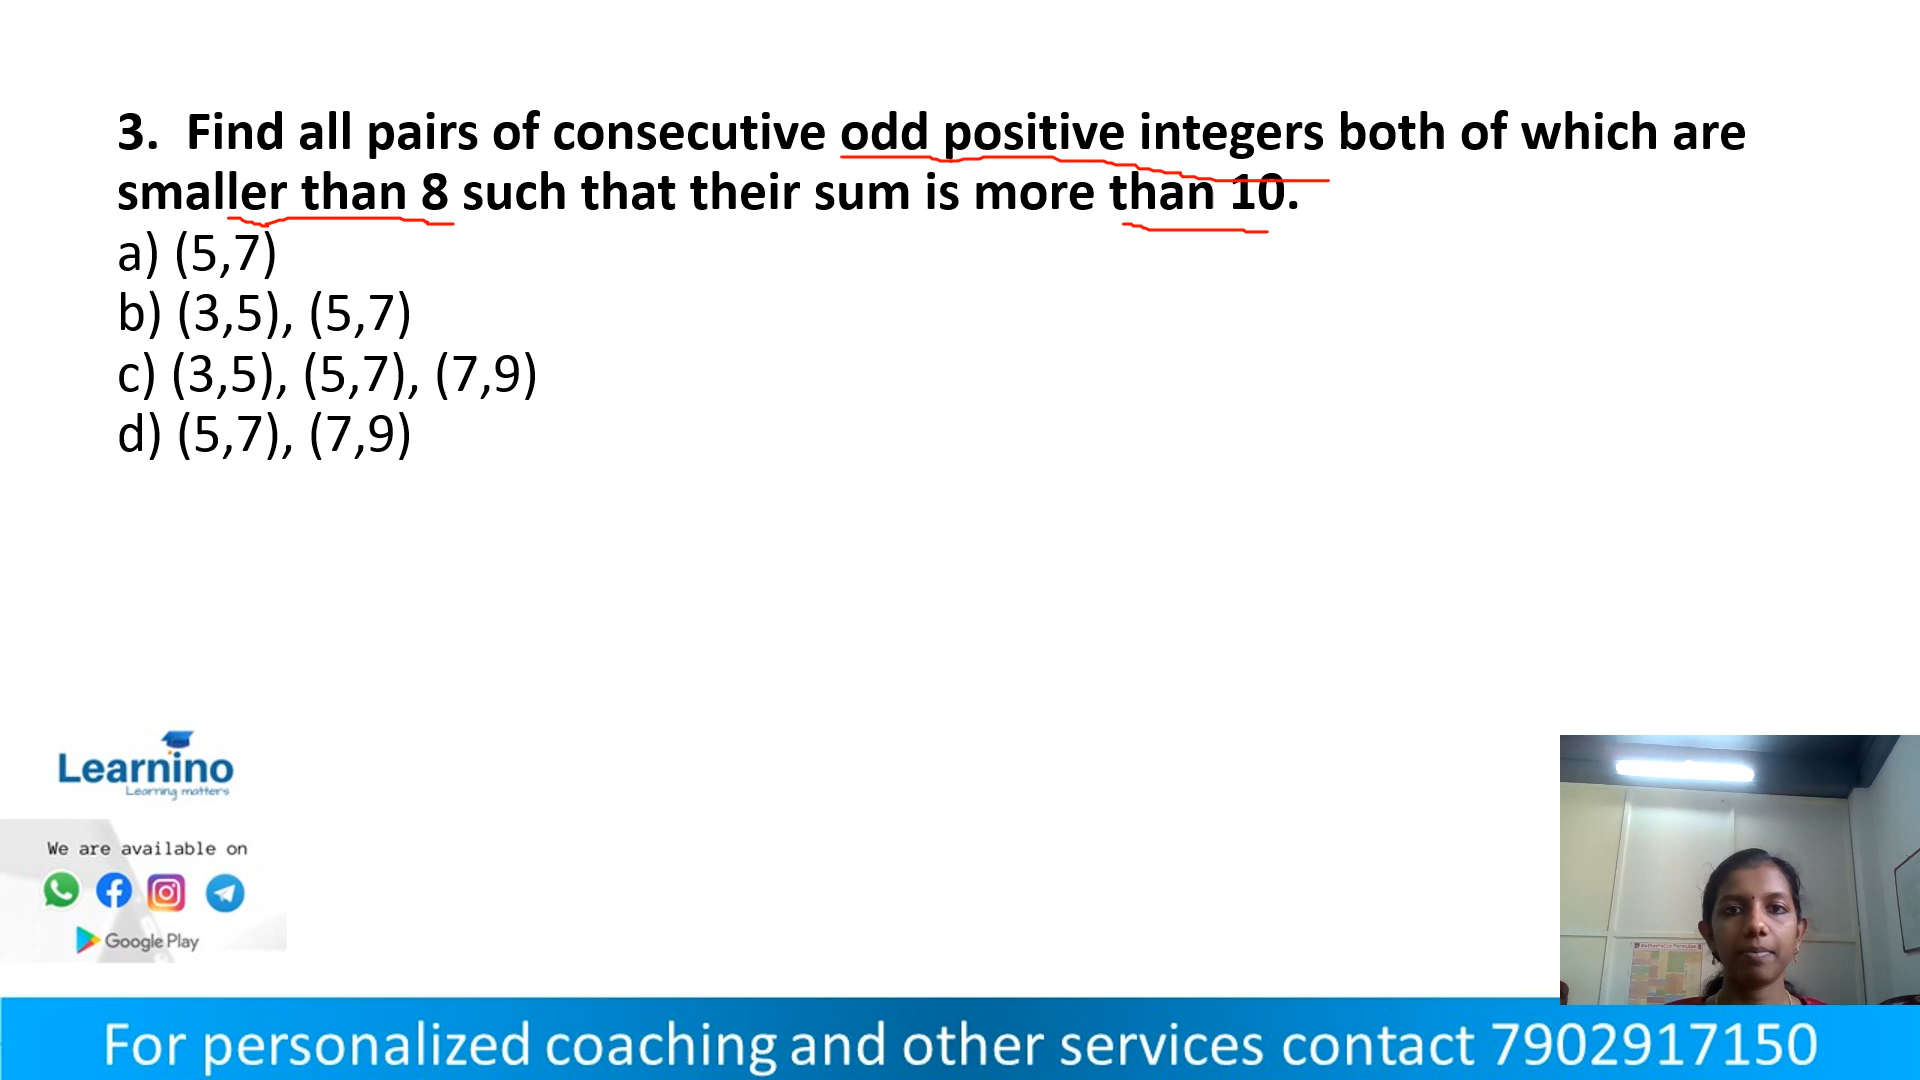 3. Find all pairs of consecutive odd positive integers both of which are
smaller than 8 such that their sum is more than 10.
a) (5,7)
b) (3,5), (5,7)
c) (3,5), (5,7), (7,9)
d) (5,7), (7,9)
Learnino
Learning matters
We are available on
Google Play
Mathematics Formulas
For personalized coaching and other services contact 7902917150